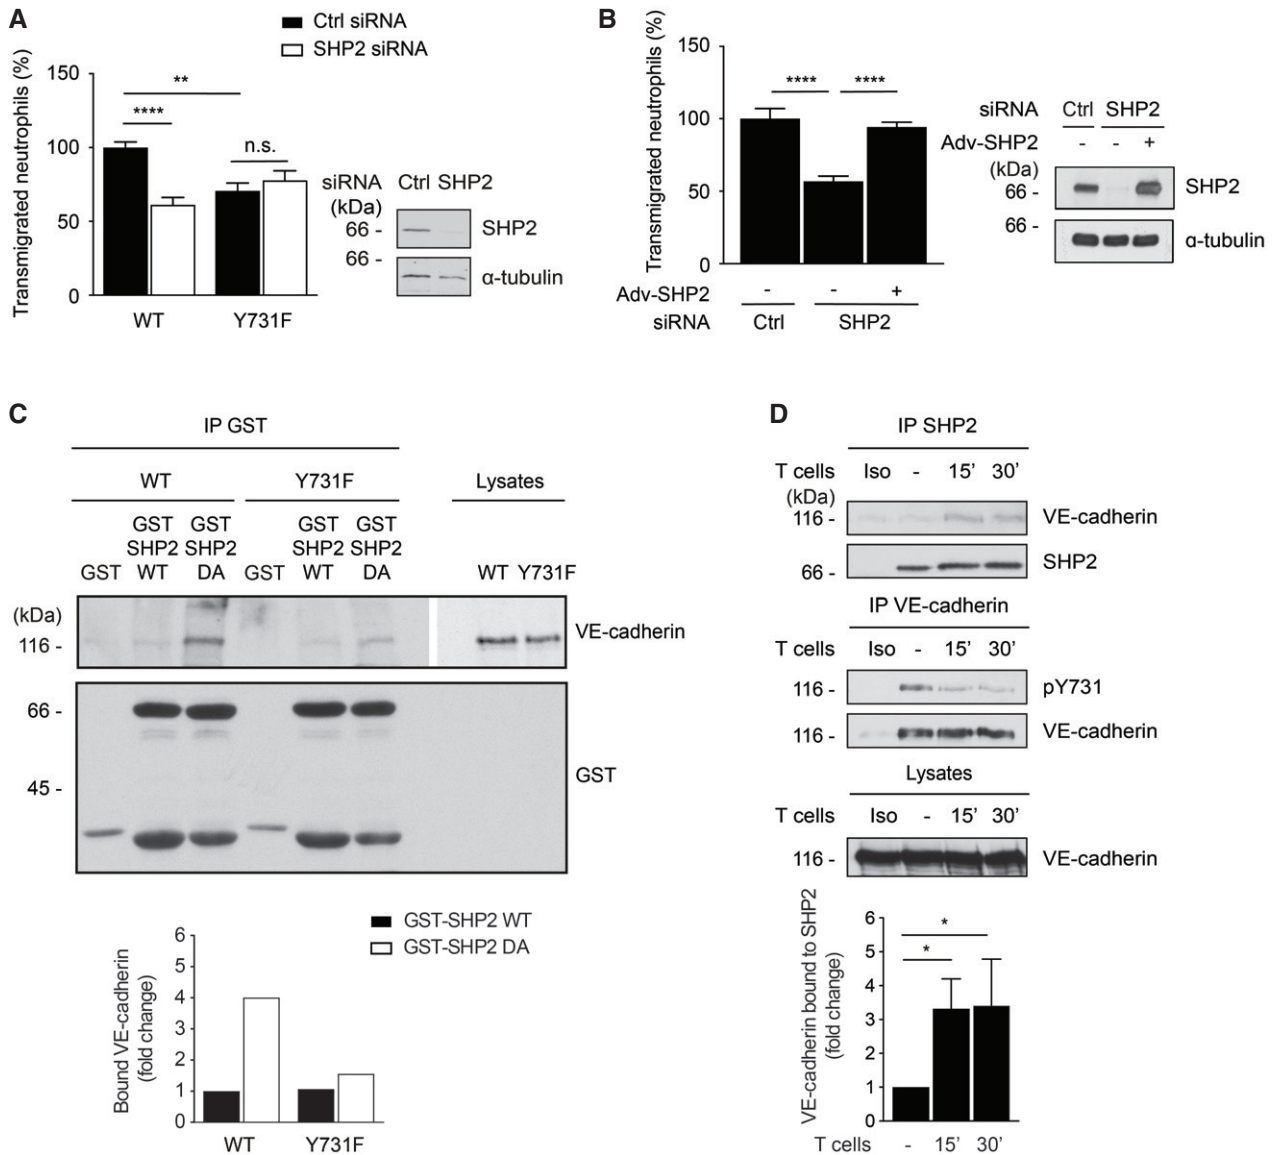 A
Ctrl siRNA
SHP2 siRNA
Transmigrated neutrophils (%)
150
100
50
0
**
****
n.s.
WT
Y731F
siRNA
Ctrl SHP2
(kDa)
66 -
SHP2
66 -
α-tubulin
B
Transmigrated neutrophils (%)
150
100
50
0
****
****
Adv-SHP2
-
-
+
siRNA
Ctrl
SHP2
siRNA
Ctrl
SHP2
Adv-SHP2
-
-
+
(kDa)
66 -
SHP2
66 -
α-tubulin
C
IP GST
WT
Y731F
Lysates
GST
GST SHP2 WT
GST SHP2 DA
GST
GST SHP2 WT
GST SHP2 DA
WT Y731F
(kDa)
116 -
VE-cadherin
66 -
45 -
GST
GST-SHP2 WT
GST-SHP2 DA
Bound VE-cadherin
(fold change)
6
5
4
3
2
1
0
WT
Y731F
D
IP SHP2
T cells Iso - 15' 30'
(kDa)
116 -
VE-cadherin
66 -
SHP2
IP VE-cadherin
T cells Iso - 15' 30'
116 -
pY731
116 -
VE-cadherin
Lysates
T cells Iso - 15' 30'
116 -
VE-cadherin
VE-cadherin bound to SHP2
(fold change)
6
5
4
3
2
1
0
*
*
T cells - 15' 30'